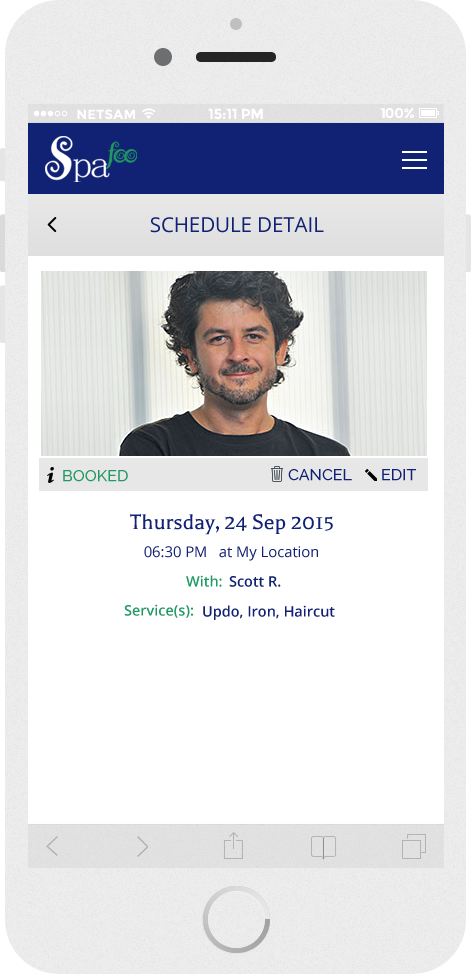 NETSAM 15:11 PM 100%
Spafoo
SCHEDULE DETAIL
i BOOKED CANCEL EDIT
Thursday, 24 Sep 2015
06:30 PM at My Location
With: Scott R.
Service(s): Updo, Iron, Haircut